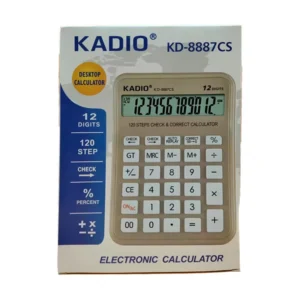 KADIO®
KD-8887CS
DESKTOP
CALCULATOR
12
DIGITS
120
STEP
CHECK
%
PERCENT
+ ×
− ÷
KADIO® KD-8887CS 12 DIGITS
123456789012
120 STEPS CHECK & CORRECT CALCULATOR
GT MRC M− M+ ÷
+/− 7 8 9 ×
CE 4 5 6 −
1 2 3 +
0 . =
ELECTRONIC CALCULATOR